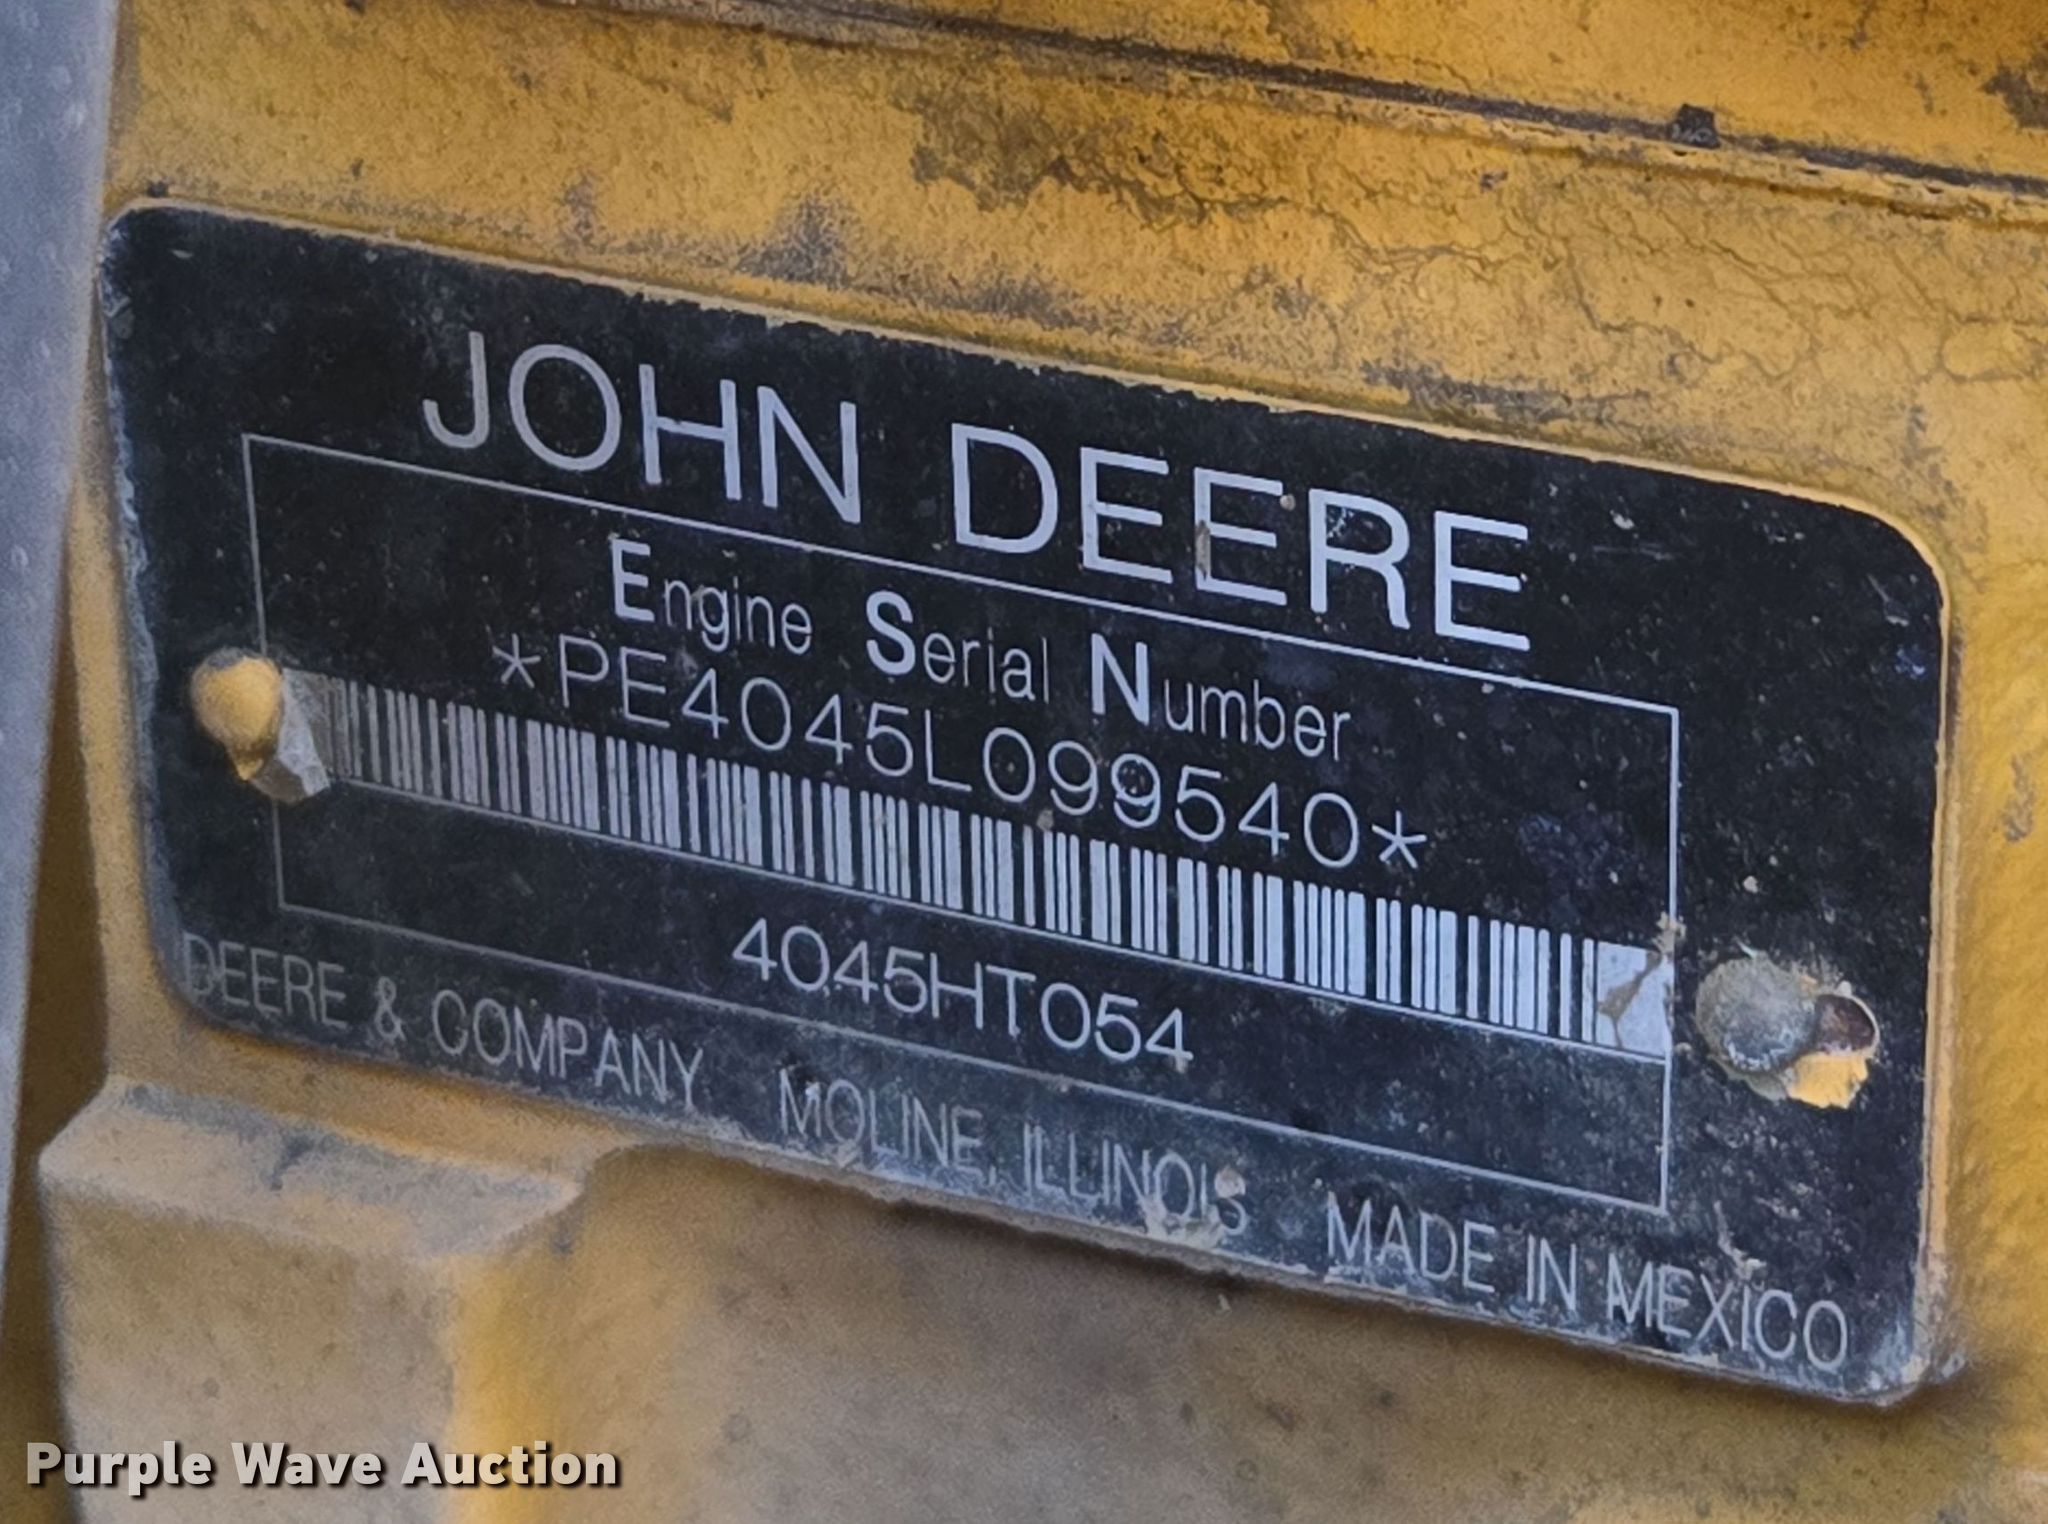 JOHN DEERE
Engine Serial Number
*PE4045L099540*
4045HT054
DEERE & COMPANY MOLINE, ILLINOIS MADE IN MEXICO
Purple Wave Auction